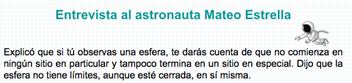 Entrevista al astronauta Mateo Estrella
Explicó que si tú observas una esfera, te darás cuenta de que no comienza en
ningún sitio en particular y tampoco termina en un sitio en especial. Dijo que la
esfera no tiene límites, aunque esté cerrada, en sí misma.